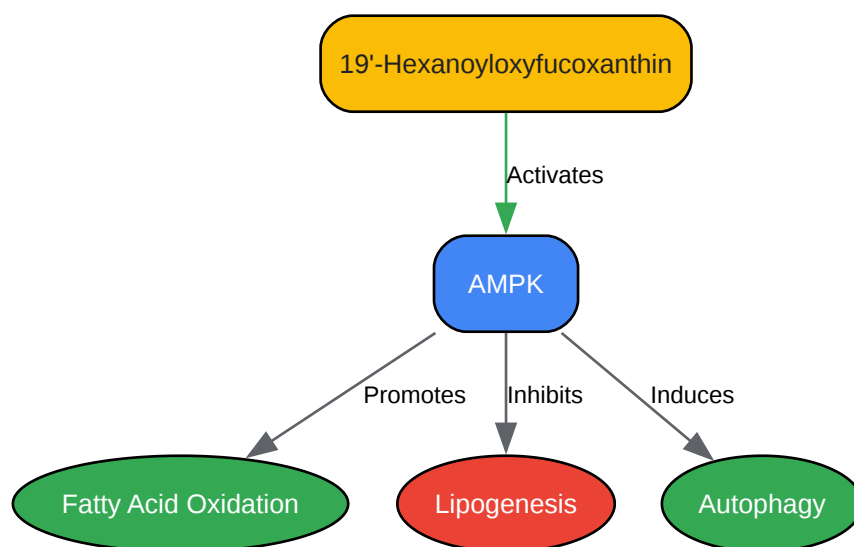 19'-Hexanoyloxyfucoxanthin
Activates
AMPK
Promotes
Inhibits
Induces
Fatty Acid Oxidation
Lipogenesis
Autophagy